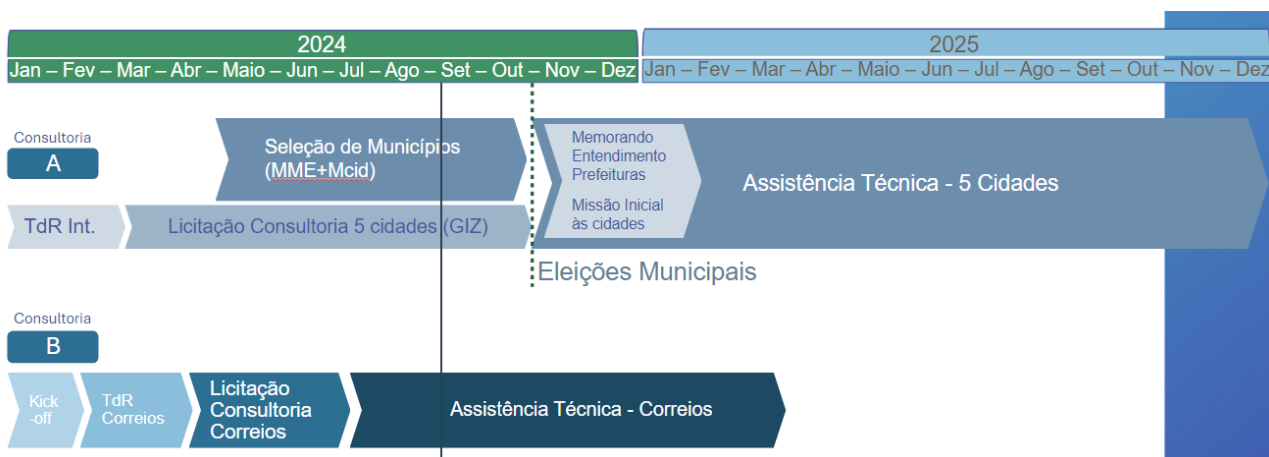 2024
2025
Jan – Fev – Mar – Abr – Maio – Jun – Jul – Ago – Set – Out – Nov – Dez
Jan – Fev – Mar – Abr – Maio – Jun – Jul – Ago – Set – Out – Nov – Dez
Consultoria
A
Seleção de Municípios
(MME+Mcid)
TdR Int.
Licitação Consultoria 5 cidades (GIZ)
Memorando
Entendimento
Prefeituras
Missão Inicial
às cidades
Assistência Técnica - 5 Cidades
Eleições Municipais
Consultoria
B
Kick
-off
TdR
Correios
Licitação
Consultoria
Correios
Assistência Técnica - Correios